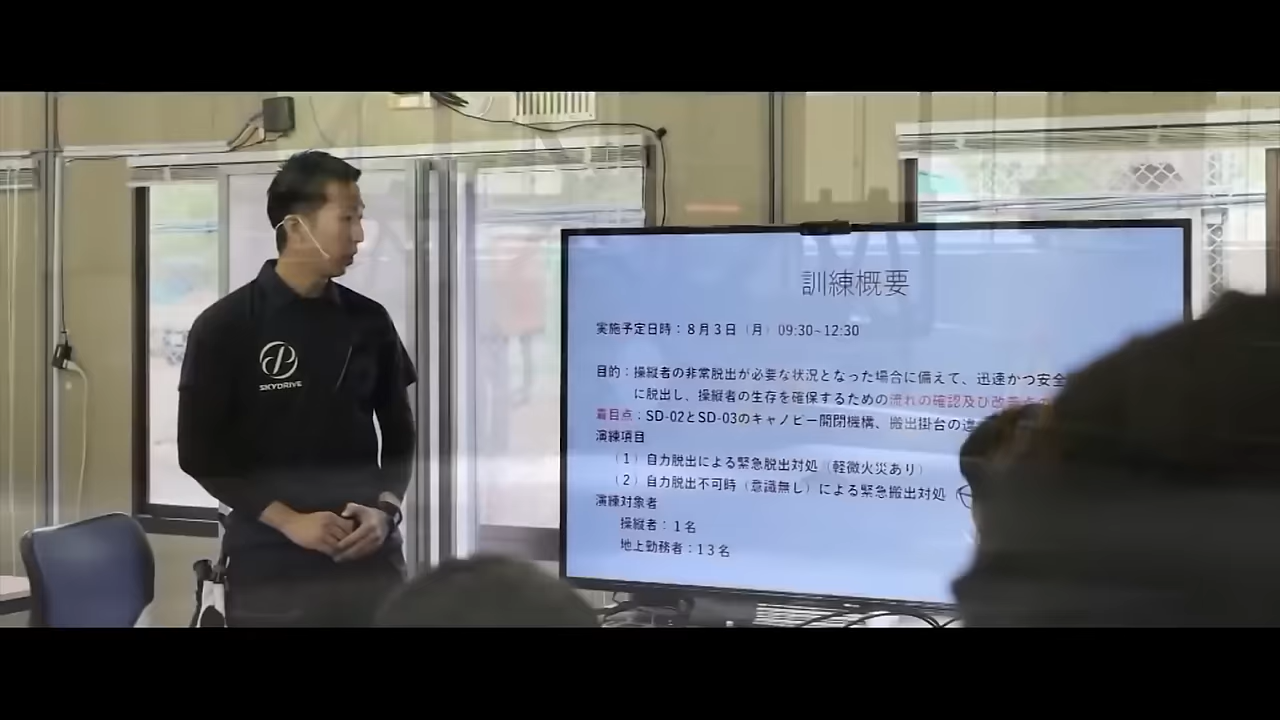 SKYDRIVE
訓練概要
実施予定日時：8月3日（月）09:30~12:30
目的：操縦者の非常脱出が必要な状況となった場合に備えて、迅速かつ安全
に脱出し、操縦者の生存を確保するための流れの確認及び改善点の
着目点：SD-02とSD-03のキャノピー開閉機構、搬出掛台の
演練項目
（1）自力脱出による緊急脱出対処（軽微火災あり）
（2）自力脱出不可時（意識無し）による緊急搬出対処
演練対象者
操縦者：1名
地上勤務者：13名